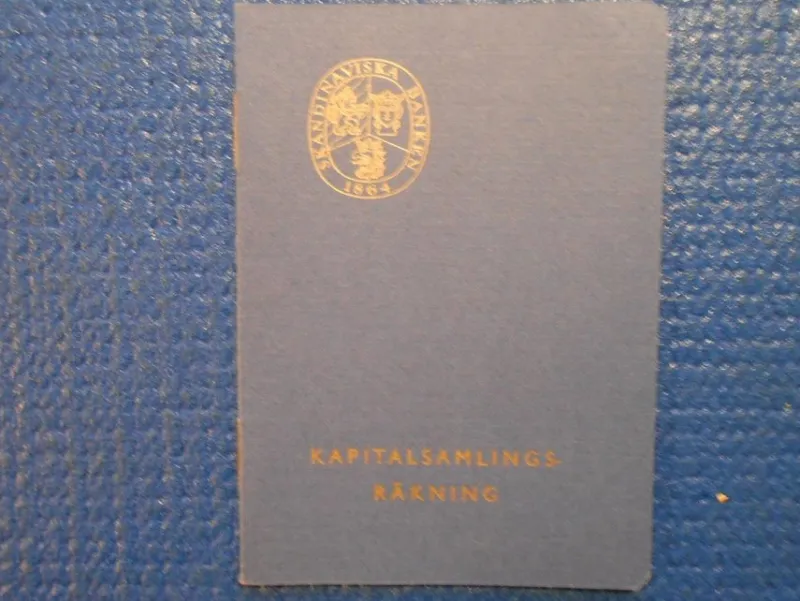 SKANDINAVISKA BANKEN
1864
KAPITALSAMLINGS-
RÄKNING